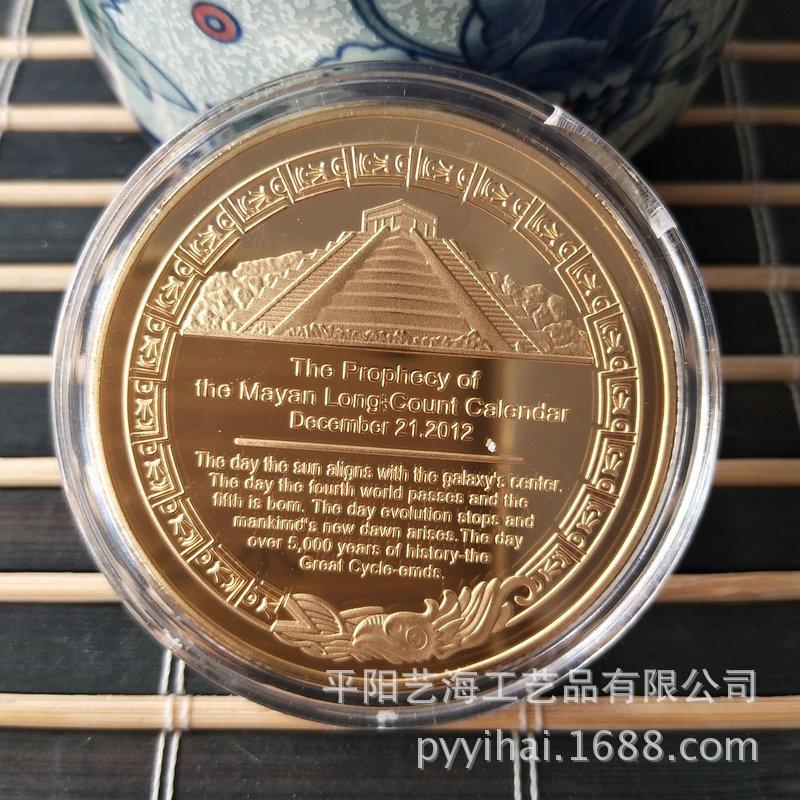 The Prophecy of
the Mayan Long-Count Calendar
December 21.2012
The day the sun aligns with the galaxy's center.
The day the fourth world passes and the
fifth is bom. The day evolution stops and
mankimd's new dawn arises.The day
over 5,000 years of hislory-the
Great Cycle-emds.
平阳艺海工艺品有限公司
pyyihai.1688.com